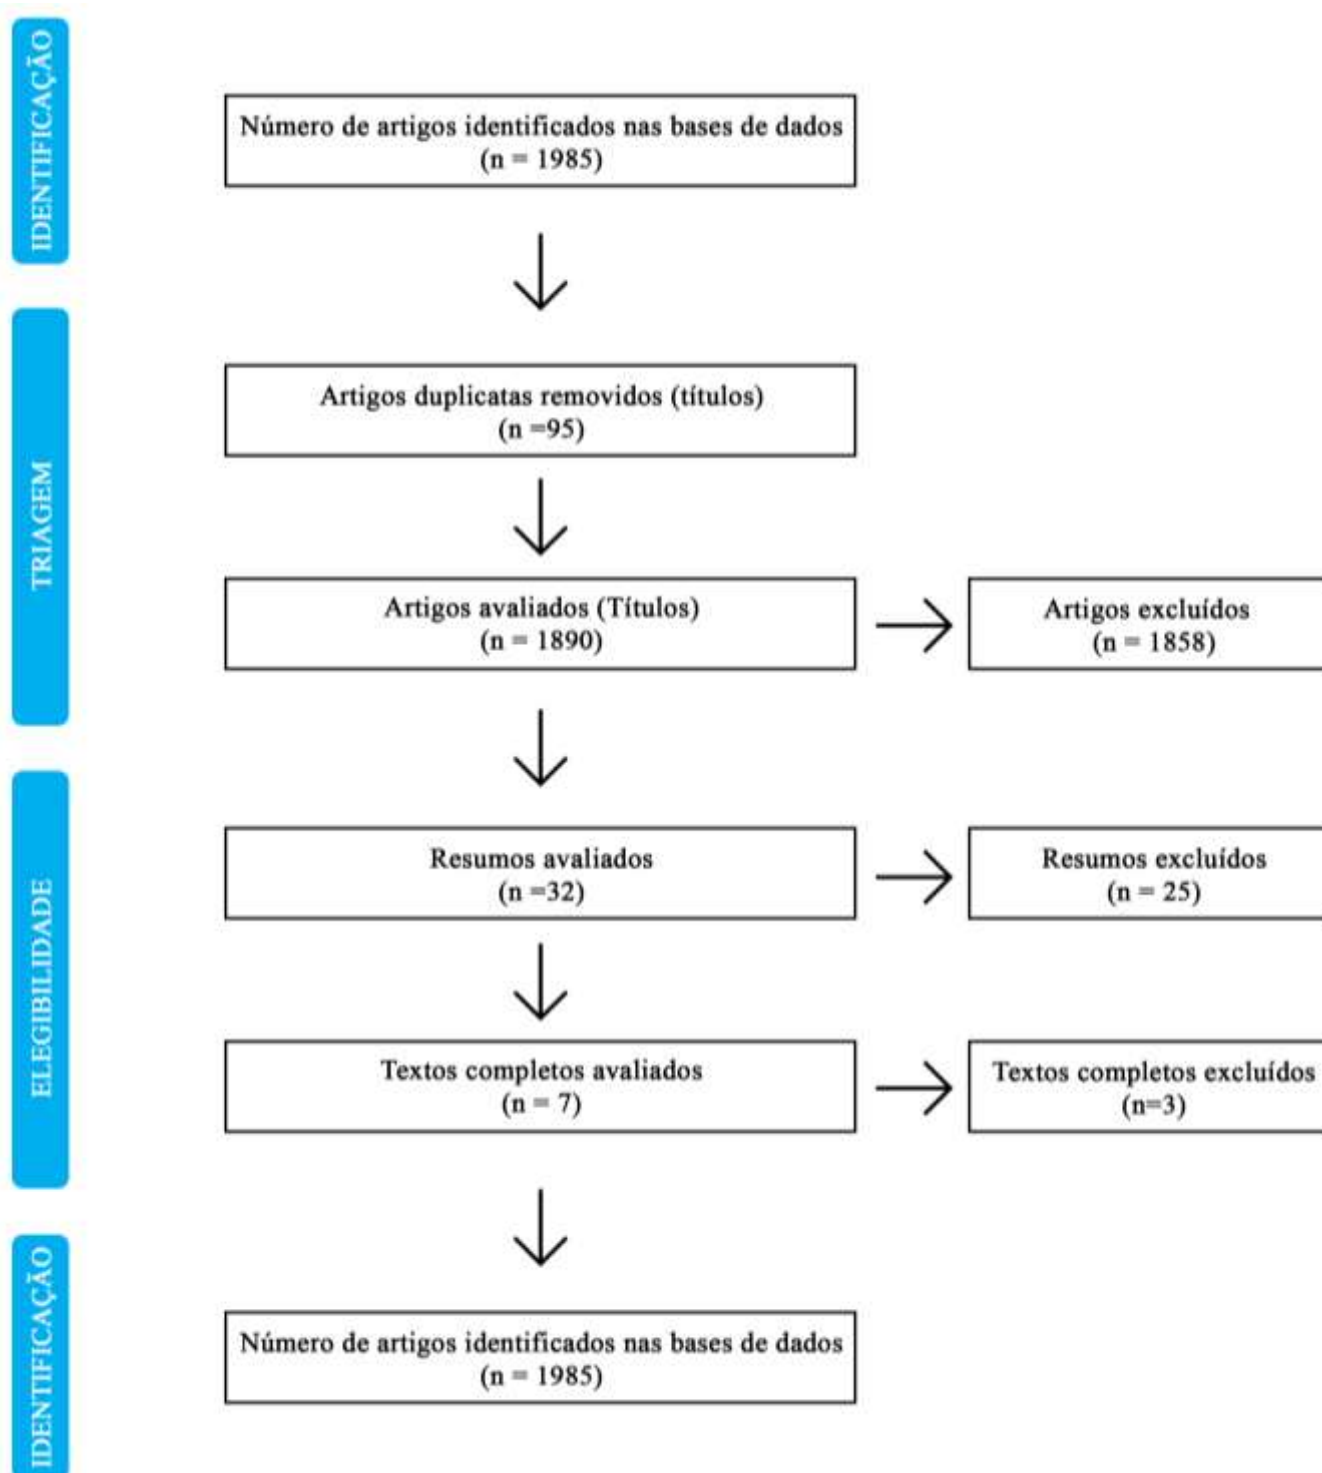 IDENTIFICAÇÃO
Número de artigos identificados nas bases de dados
(n = 1985)
TRIAGEM
Artigos duplicatas removidos (títulos)
(n =95)
Artigos avaliados (Títulos)
(n = 1890)
Artigos excluídos
(n = 1858)
ELEGIBILIDADE
Resumos avaliados
(n =32)
Resumos excluídos
(n = 25)
Textos completos avaliados
(n = 7)
Textos completos excluídos
(n=3)
IDENTIFICAÇÃO
Número de artigos identificados nas bases de dados
(n = 1985)